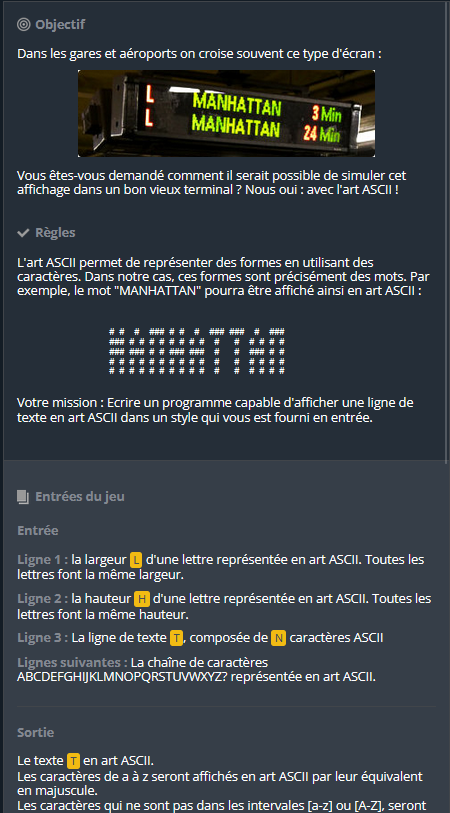 Objectif
Dans les gares et aéroports on croise souvent ce type d'écran :
L MANHATTAN 3 Min
L MANHATTAN 24 Min
Vous êtes-vous demandé comment il serait possible de simuler cet
affichage dans un bon vieux terminal ? Nous oui : avec l'art ASCII !
Règles
L'art ASCII permet de représenter des formes en utilisant des
caractères. Dans notre cas, ces formes sont précisément des mots. Par
exemple, le mot "MANHATTAN" pourra être affiché ainsi en art ASCII :
# #  #  ### # #  #  ### ###  #  ###
### # # # # # # # #  #   #  # # # #
### ### # # ### ###  #   #  ### # #
# # # # # # # # # #  #   #  # # # #
# # # # # # # # # #  #   #  # # # #
Votre mission : Ecrire un programme capable d'afficher une ligne de
texte en art ASCII dans un style qui vous est fourni en entrée.
Entrées du jeu
Entrée
Ligne 1 : la largeur L d'une lettre représentée en art ASCII. Toutes les
lettres font la même largeur.
Ligne 2 : la hauteur H d'une lettre représentée en art ASCII. Toutes les
lettres font la même hauteur.
Ligne 3 : La ligne de texte T, composée de N caractères ASCII
Lignes suivantes : La chaîne de caractères
ABCDEFGHIJKLMNOPQRSTUVWXYZ? représentée en art ASCII.
Sortie
Le texte T en art ASCII.
Les caractères de a à z seront affichés en art ASCII par leur équivalent
en majuscule.
Les caractères qui ne sont pas dans les intervales [a-z] ou [A-Z], seront